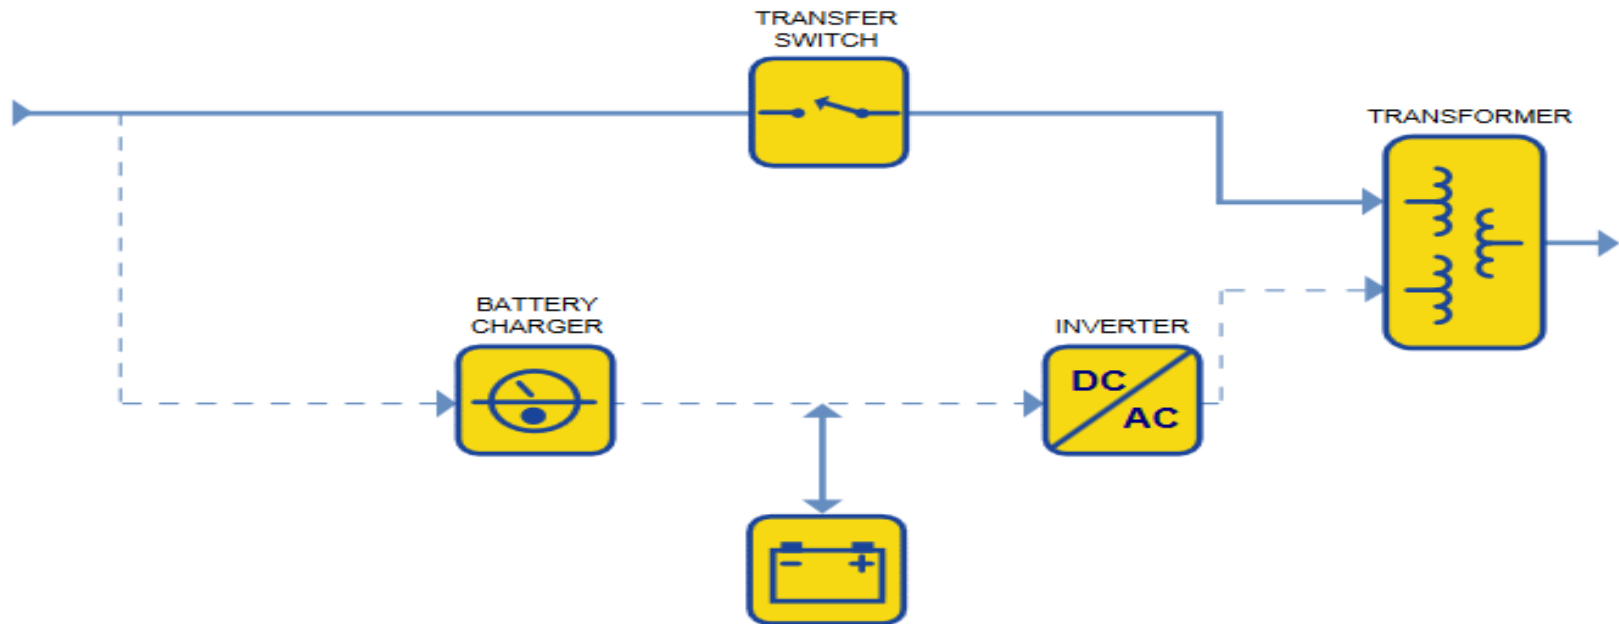 TRANSFER
SWITCH
TRANSFORMER
BATTERY
CHARGER
INVERTER
DC
AC
- +